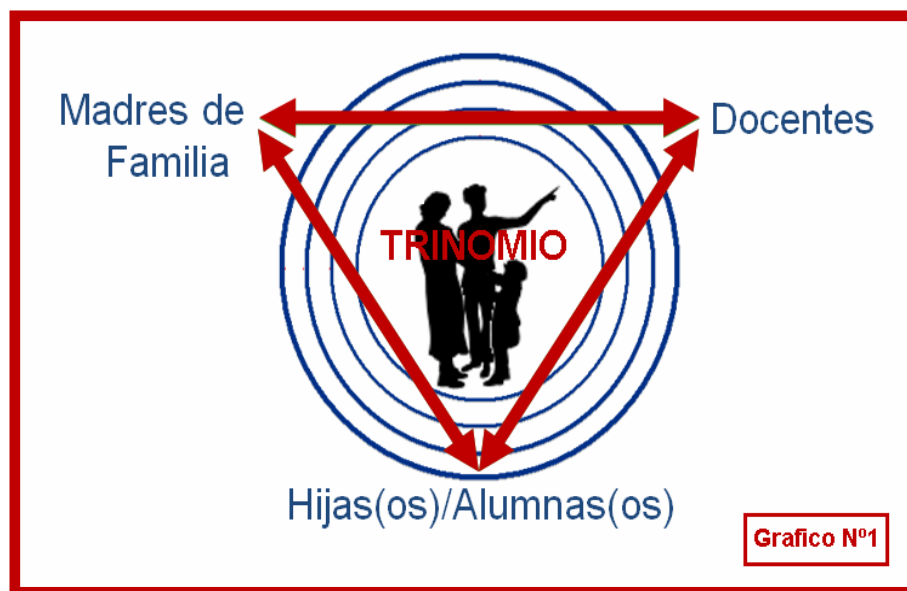 Madres de
Familia
Docentes
TRINOMIO
Hijas(os)/Alumnas(os)
Grafico Nº1